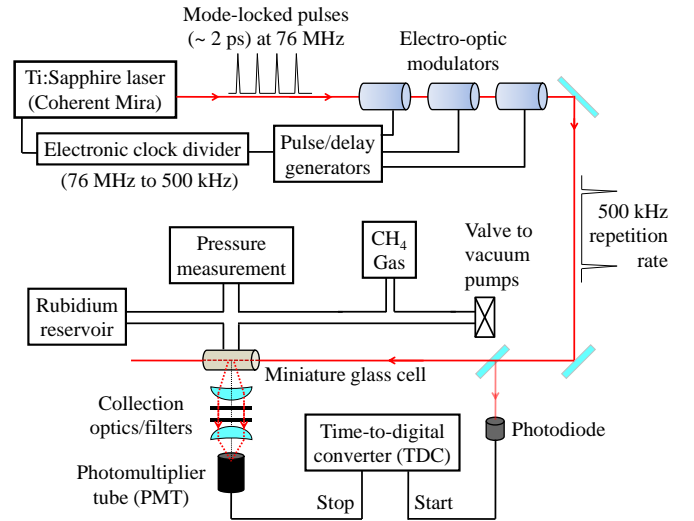 Mode-locked pulses
(~ 2 ps) at 76 MHz
Electro-optic
modulators
Ti:Sapphire laser
(Coherent Mira)
Electronic clock divider
(76 MHz to 500 kHz)
Pulse/delay
generators
500 kHz
repetition
rate
Pressure
measurement
CH4
Gas
Valve to
vacuum
pumps
Rubidium
reservoir
Miniature glass cell
Collection
optics/filters
Time-to-digital
converter (TDC)
Photodiode
Photomultiplier
tube (PMT)
Stop
Start